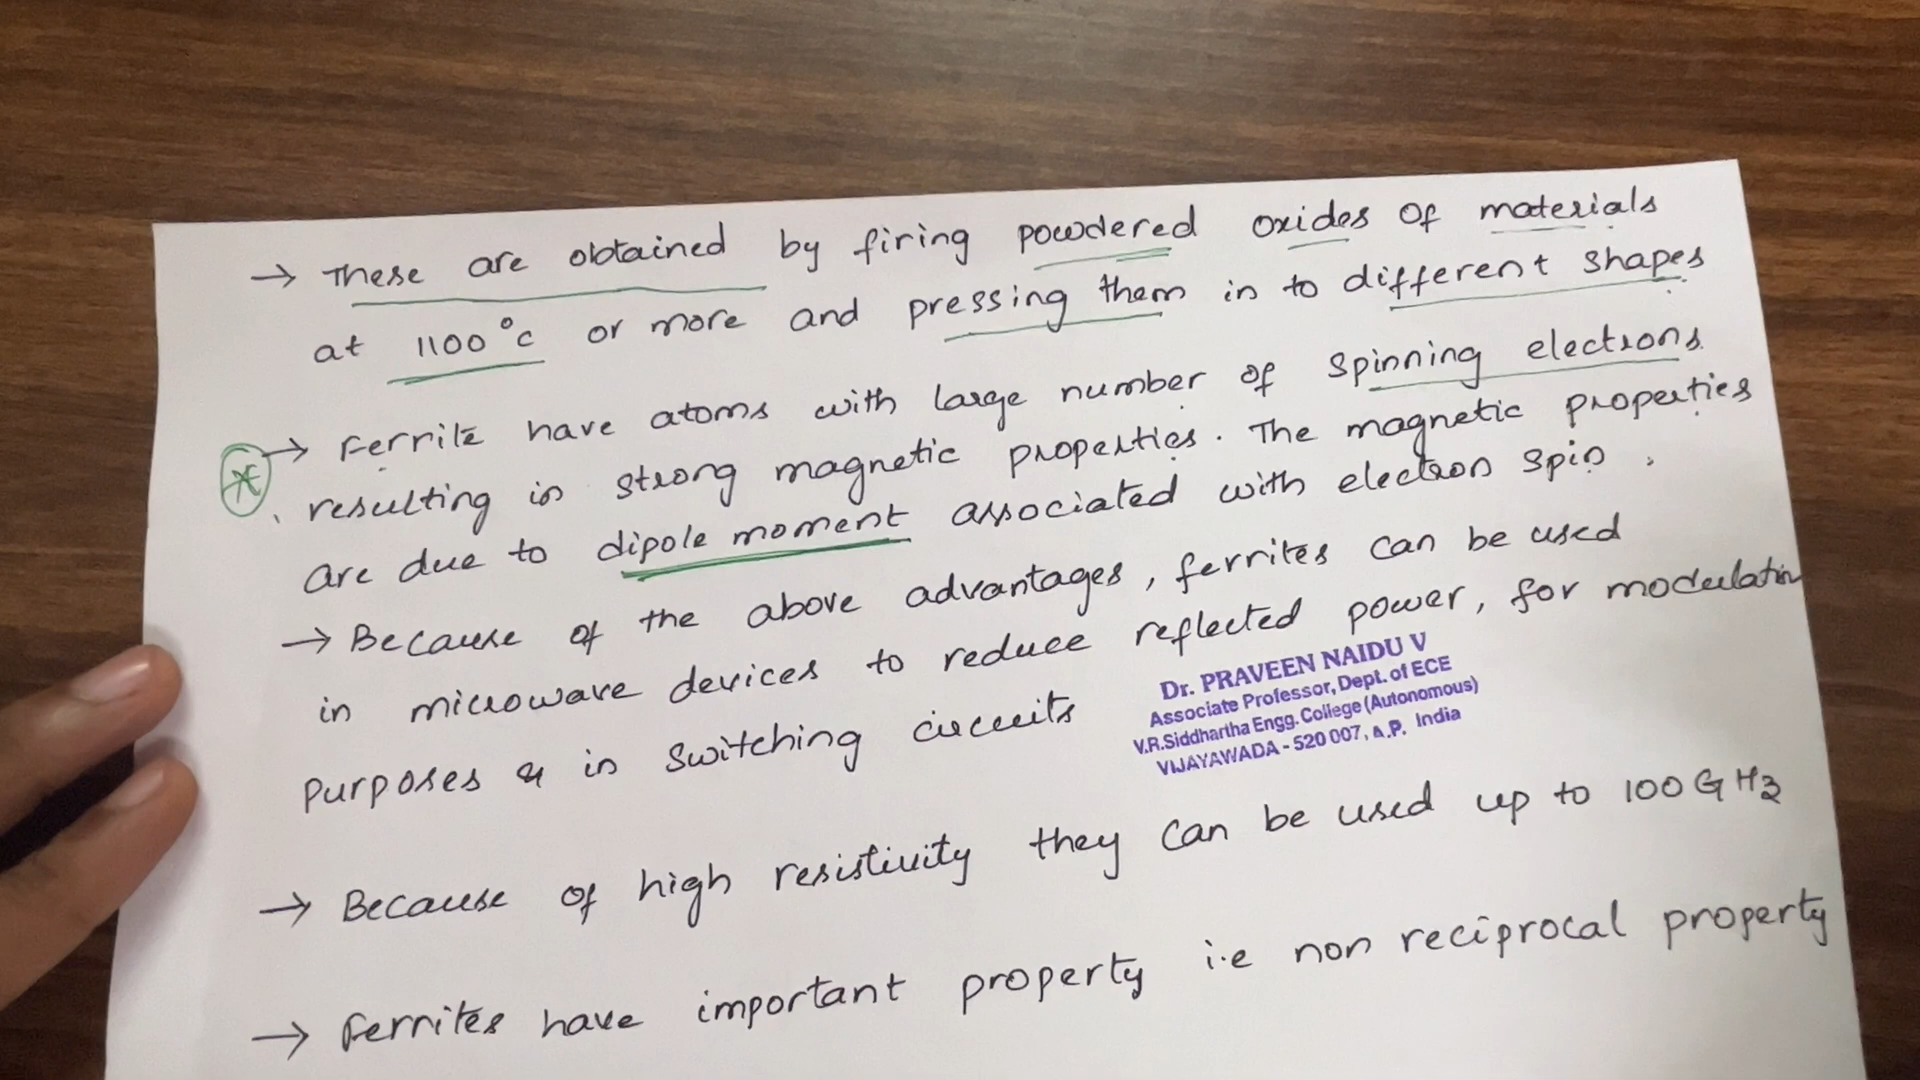 → These are obtained by firing powdered oxides of materials
at 1100°c or more and pressing them in to different shapes
→ Ferrite have atoms with large number of spinning electrons
resulting in strong magnetic properties. The magnetic properties
are due to dipole moment associated with electron spin.
→ Because of the above advantages, ferrites can be used
in microwave devices to reduce reflected power, for modulation
purposes & in switching circuits
Dr. PRAVEEN NAIDU V
Associate Professor, Dept. of ECE
V.R.Siddhartha Engg. College (Autonomous)
VIJAYAWADA - 520 007, A.P. India
→ Because of high resistivity they can be used up to 100 GHz
→ Ferrites have important property i.e non reciprocal property